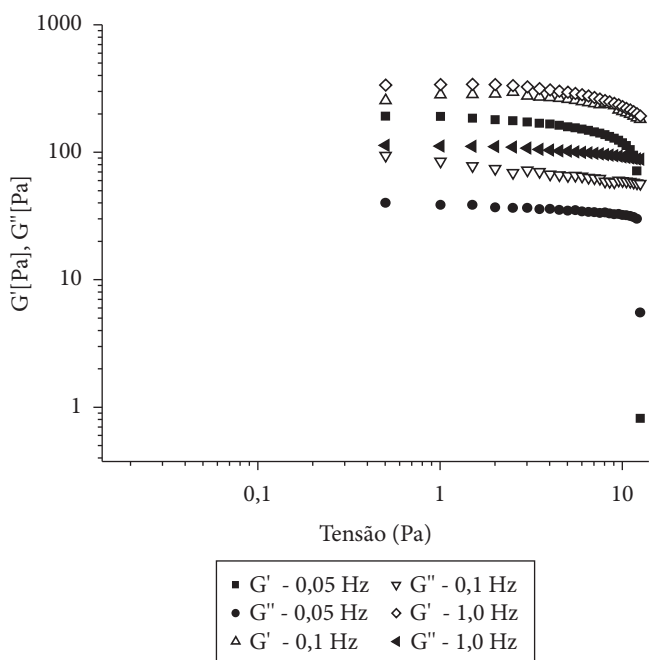 G'[Pa], G"[Pa]
1000
100
10
1
0,1
1
10
Tensão (Pa)
G' - 0,05 Hz
G" - 0,05 Hz
G' - 0,1 Hz
G" - 0,1 Hz
G' - 1,0 Hz
G" - 1,0 Hz